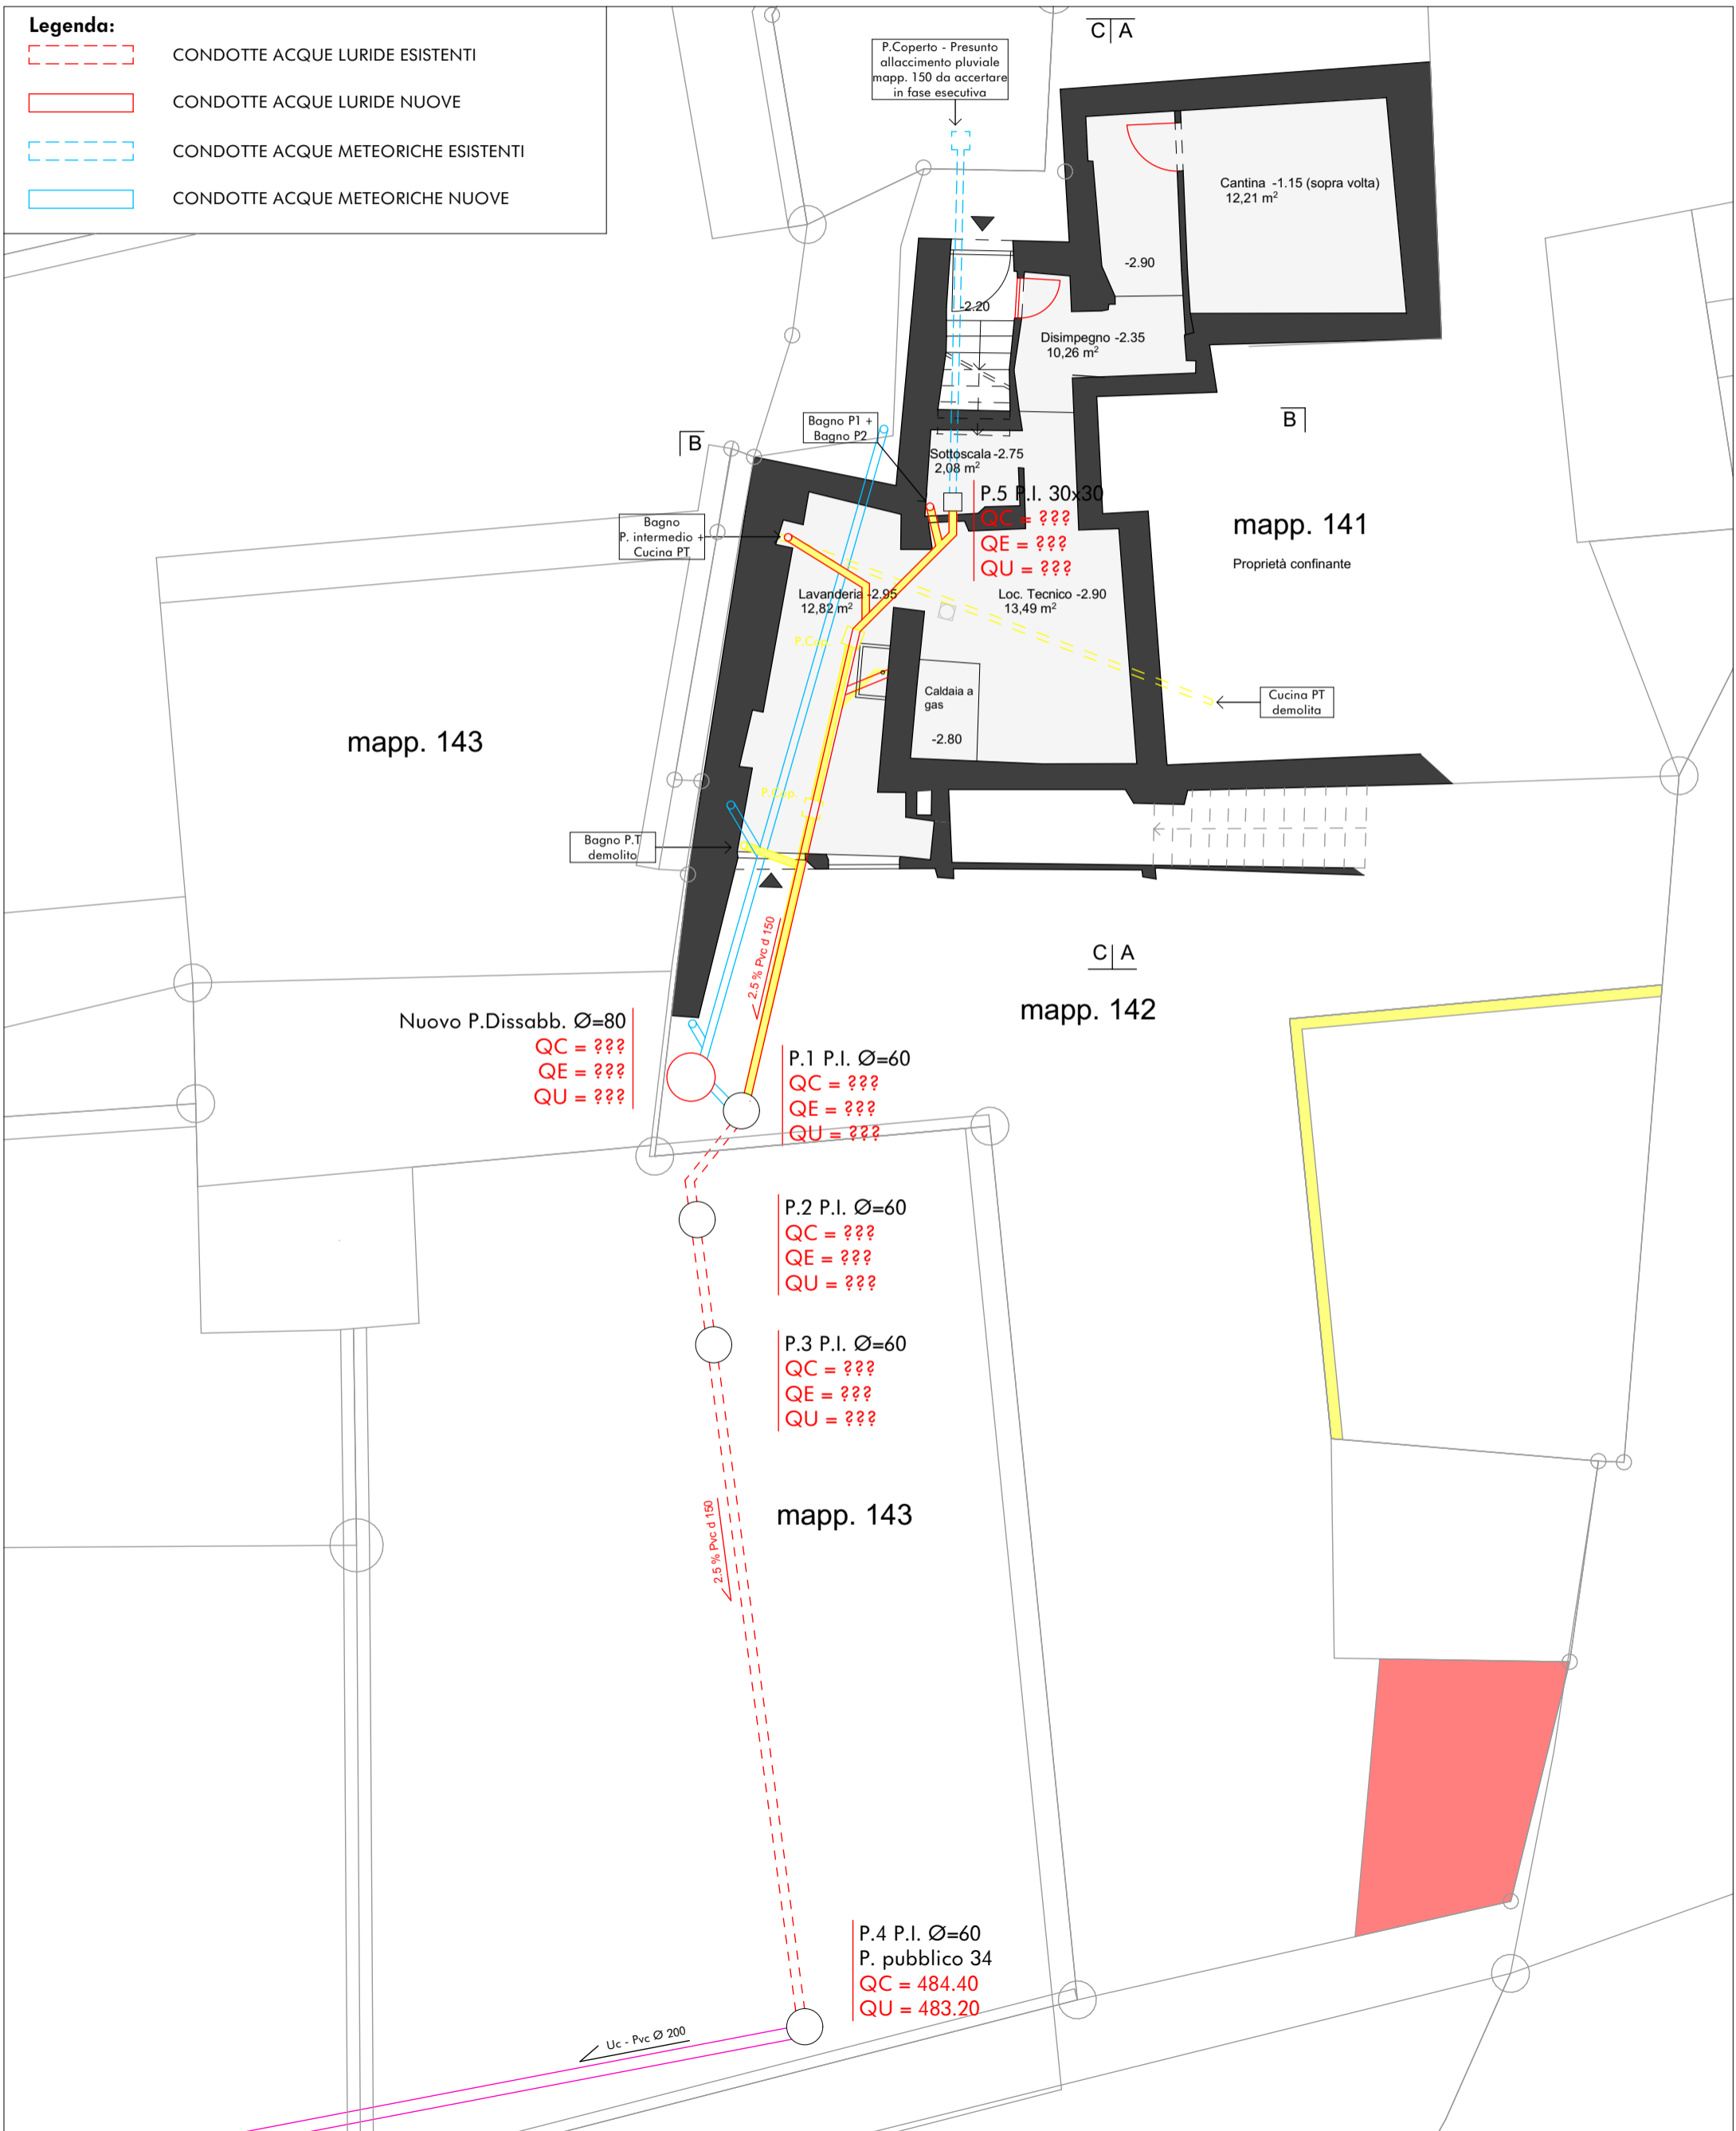 Legenda:
CONDOTTE ACQUE LURIDE ESISTENTI
CONDOTTE ACQUE LURIDE NUOVE
CONDOTTE ACQUE METEORICHE ESISTENTI
CONDOTTE ACQUE METEORICHE NUOVE
C A
P.Coperto - Presunto
allaccimento pluviale
mapp. 150 da accertare
in fase esecutiva
Cantina -1.15 (sopra volta)
12,21 m²
-2.90
-2.20
Disimpegno -2.35
10,26 m²
B
Bagno P1 +
Bagno P2
B
Sottoscala -2.75
2,08 m²
P.5 P.I. 30x30
QC = ???
QE = ???
QU = ???
mapp. 141
Proprietà confinante
Bagno
P. intermedio +
Cucina PT
Lavanderia -2.95
12,82 m²
Loc. Tecnico -2.90
13,49 m²
P.Cop.
Caldaia a
gas
-2.80
Cucina PT
demolita
mapp. 143
P.Cop.
Bagno P.T
demolito
2.5 % Pvc d 150
C A
mapp. 142
Nuovo P.Dissabb. Ø=80
QC = ???
QE = ???
QU = ???
P.1 P.I. Ø=60
QC = ???
QE = ???
QU = ???
P.2 P.I. Ø=60
QC = ???
QE = ???
QU = ???
P.3 P.I. Ø=60
QC = ???
QE = ???
QU = ???
2.5 % Pvc d 150
mapp. 143
P.4 P.I. Ø=60
P. pubblico 34
QC = 484.40
QU = 483.20
Uc - Pvc Ø 200